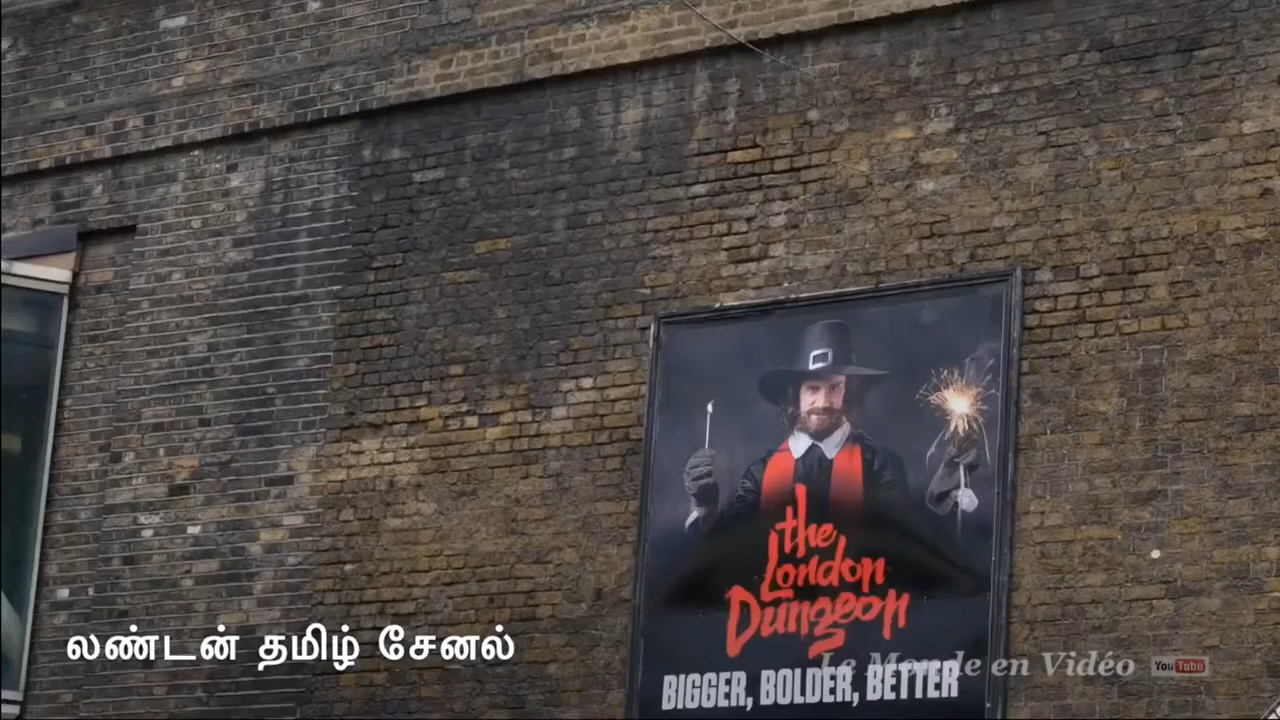 the
London
Dungeon
BIGGER, BOLDER, BETTER
லண்டன் தமிழ் சேனல்
Le Monde en Vidéo YouTube